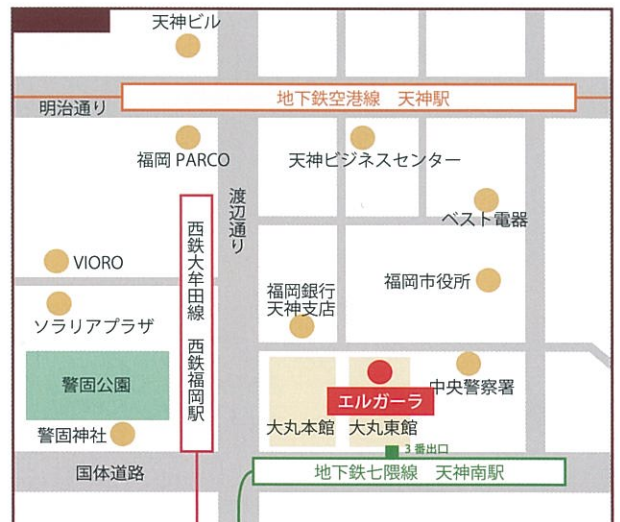 天神ビル
地下鉄空港線　天神駅
明治通り
福岡 PARCO
天神ビジネスセンター
渡辺通り
ベスト電器
西鉄大牟田線　西鉄福岡駅
VIORO
福岡市役所
福岡銀行
天神支店
ソラリアプラザ
警固公園
中央警察署
エルガーラ
大丸本館
大丸東館
警固神社
3 番出口
国体道路
地下鉄七隈線　天神南駅